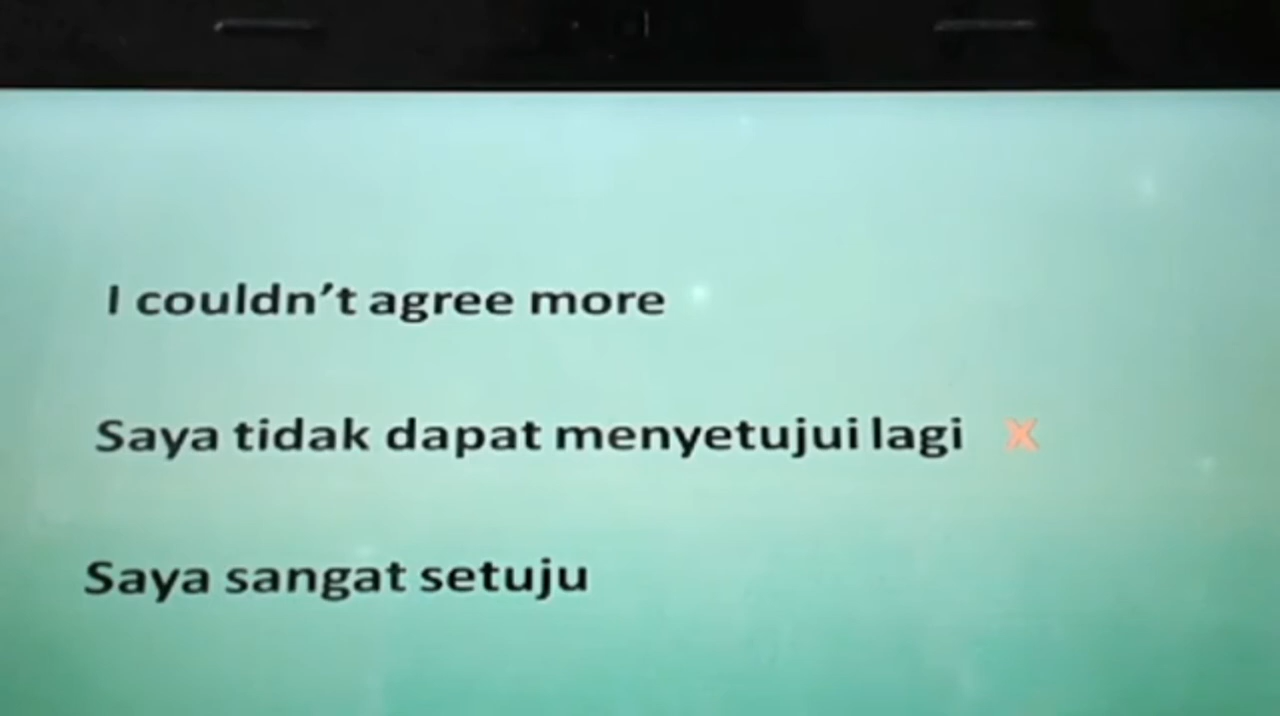 I couldn't agree more
Saya tidak dapat menyetujui lagi X
Saya sangat setuju